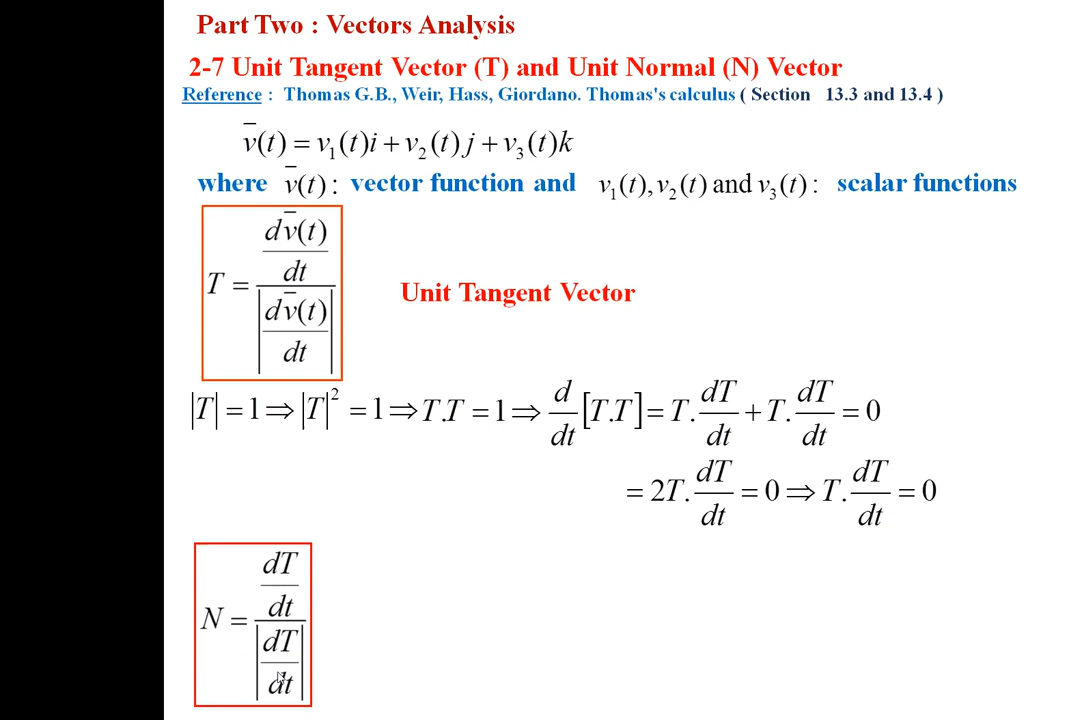 Part Two : Vectors Analysis
2-7 Unit Tangent Vector (T) and Unit Normal (N) Vector
Reference : Thomas G.B., Weir, Hass, Giordano. Thomas's calculus ( Section 13.3 and 13.4 )
v̅(t) = v₁(t)i + v₂(t)j + v₃(t)k
where v̅(t) : vector function and v₁(t), v₂(t) and v₃(t) : scalar functions
T = (dv̅(t)/dt) / |dv̅(t)/dt|
Unit Tangent Vector
|T| = 1 ⇒ |T|² = 1 ⇒ T.T = 1 ⇒ d/dt [T.T] = T. dT/dt + T. dT/dt = 0
= 2T. dT/dt = 0 ⇒ T. dT/dt = 0
N = (dT/dt) / |dT/dt|